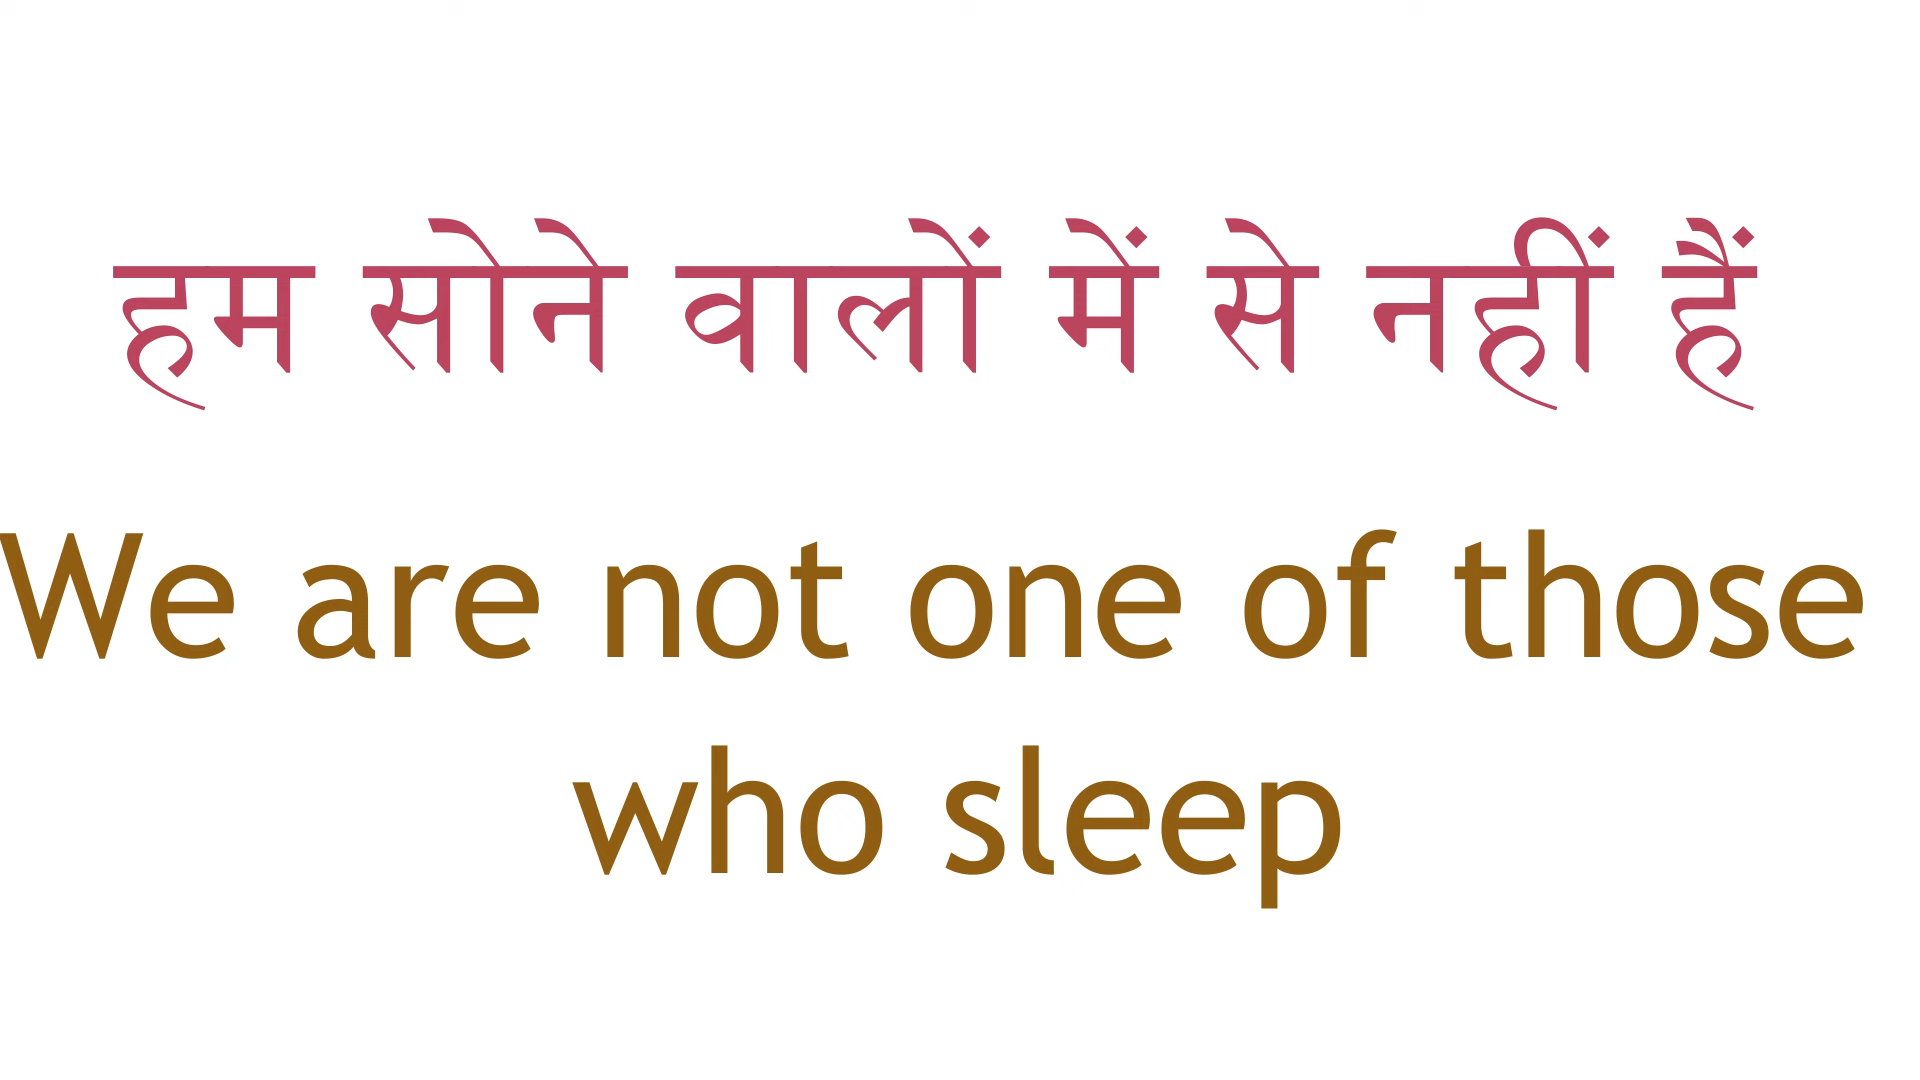 हम सोने वालों में से नहीं हैं
We are not one of those
who sleep